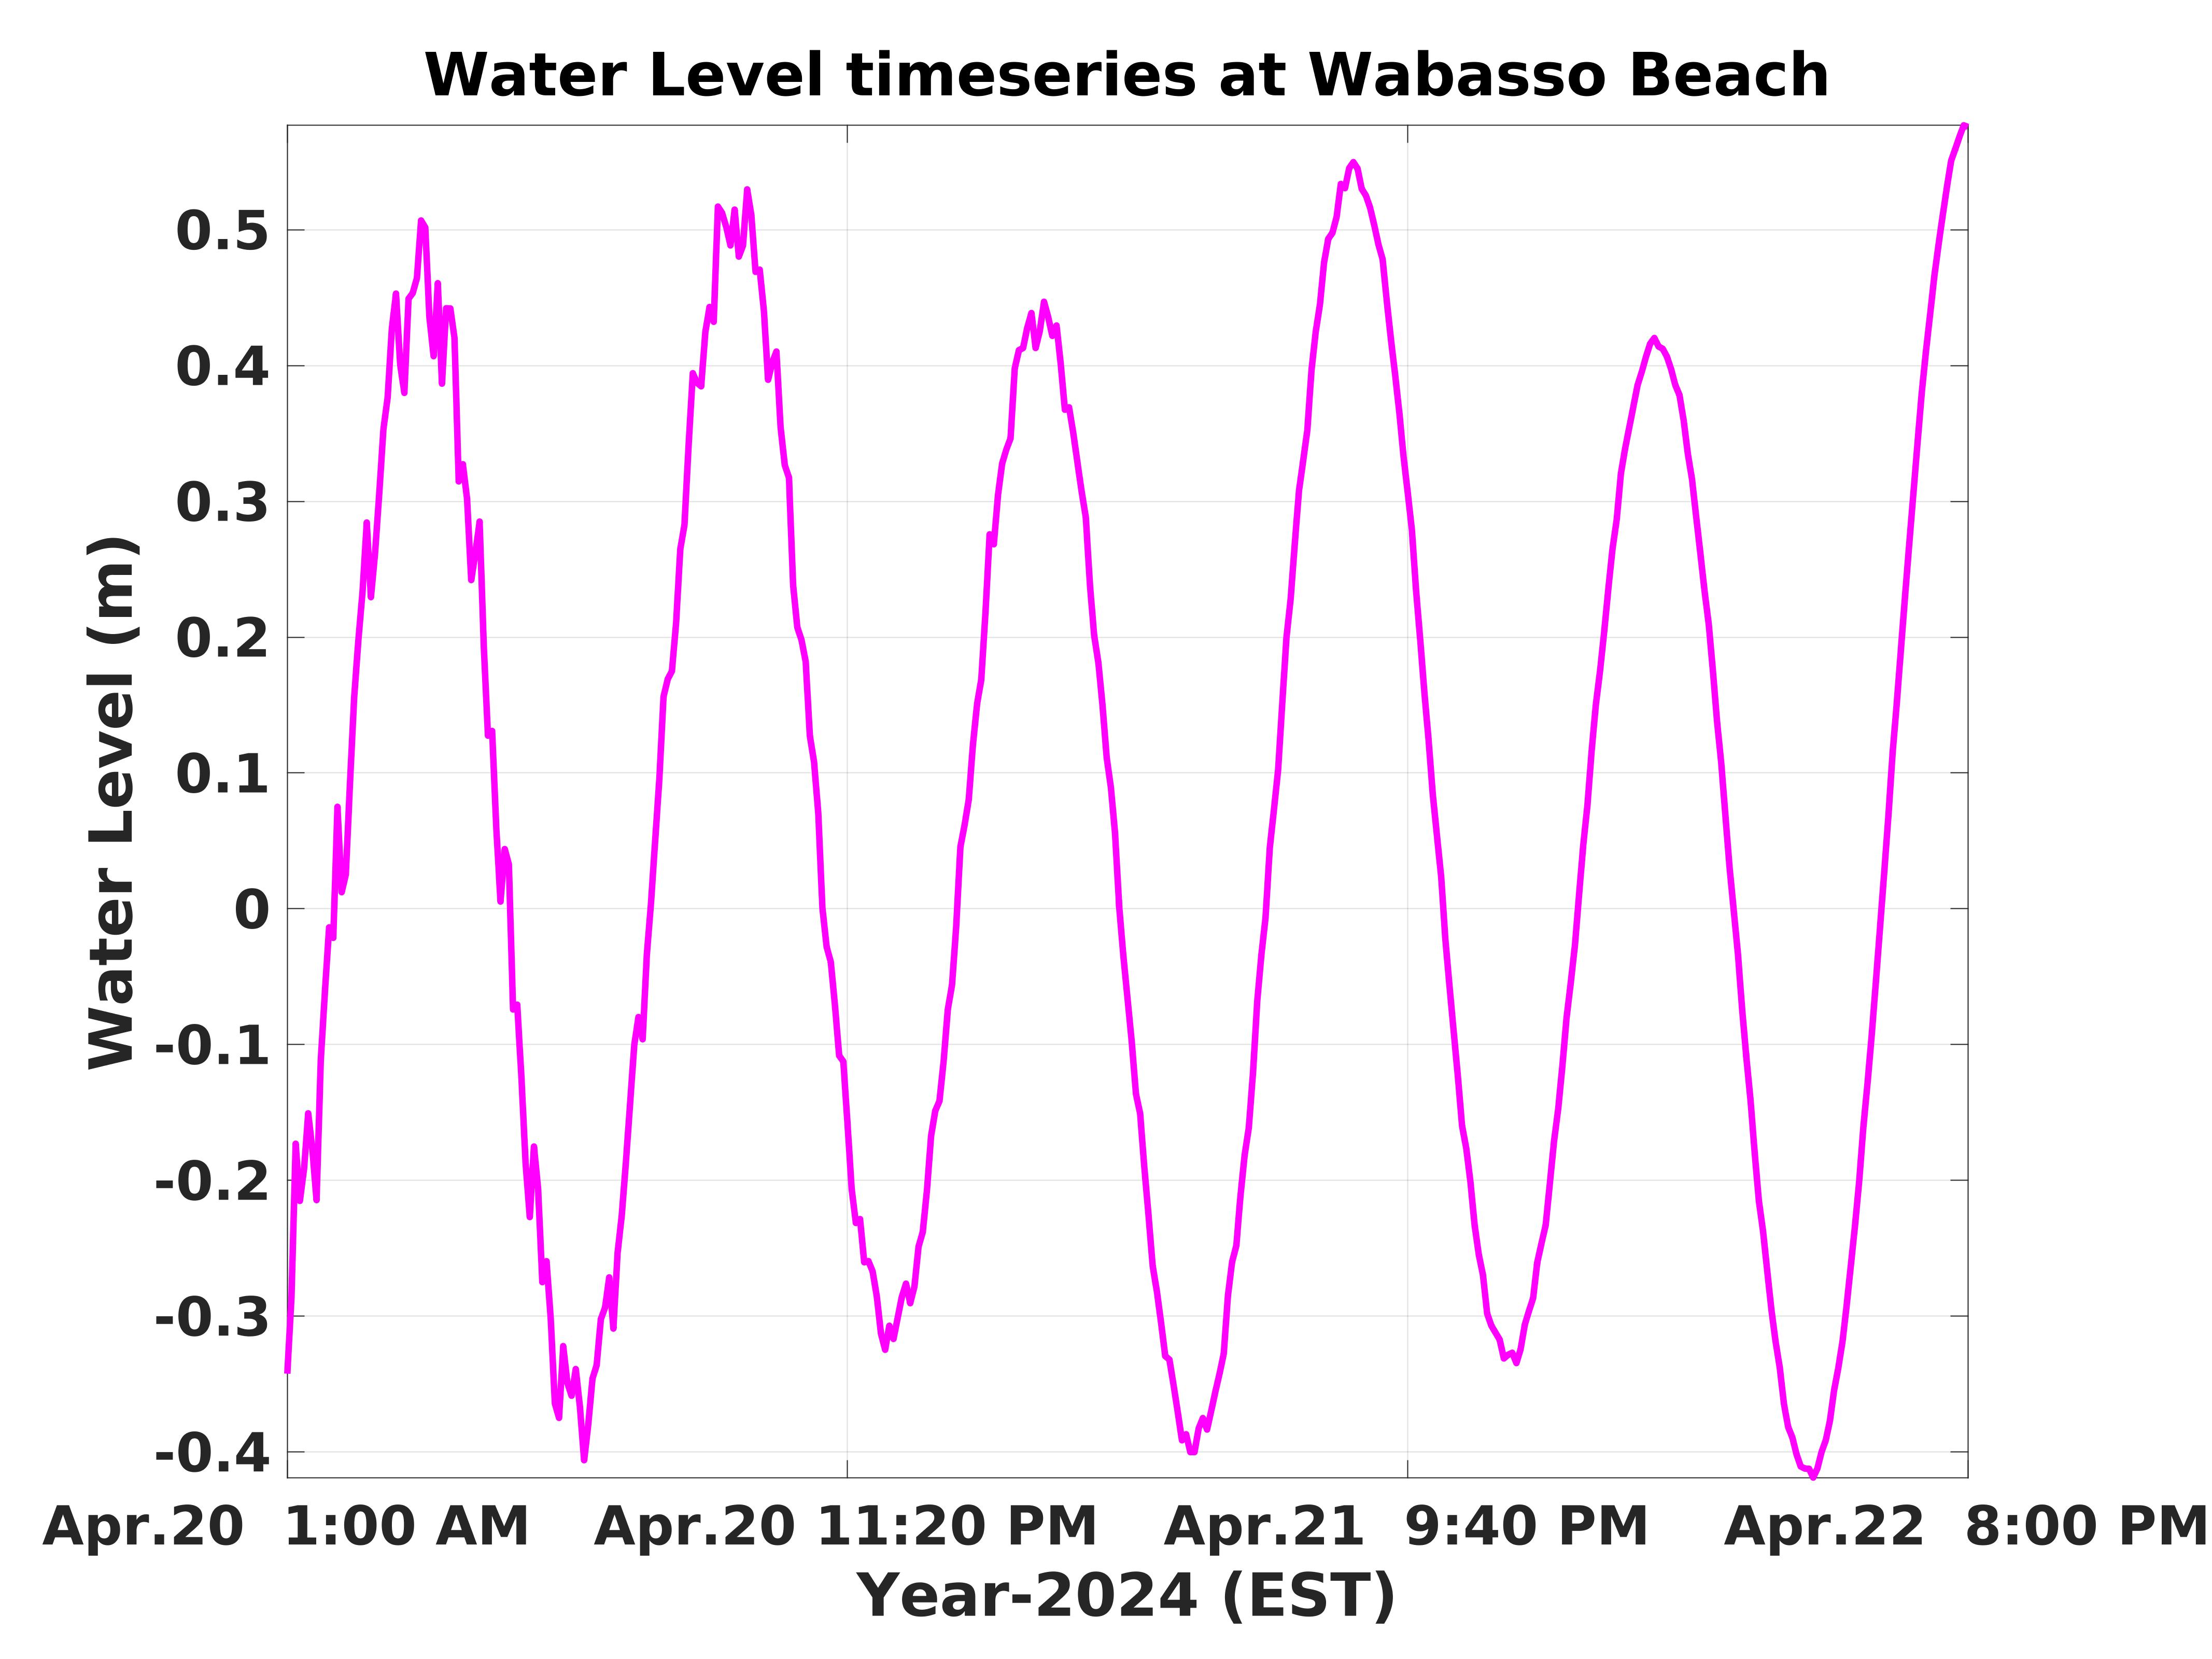 Water Level timeseries at Wabasso Beach
Water Level (m)
0.5
0.4
0.3
0.2
0.1
0
-0.1
-0.2
-0.3
-0.4
Apr.20 1:00 AM Apr.20 11:20 PM Apr.21 9:40 PM Apr.22 8:00 PM
Year-2024 (EST)